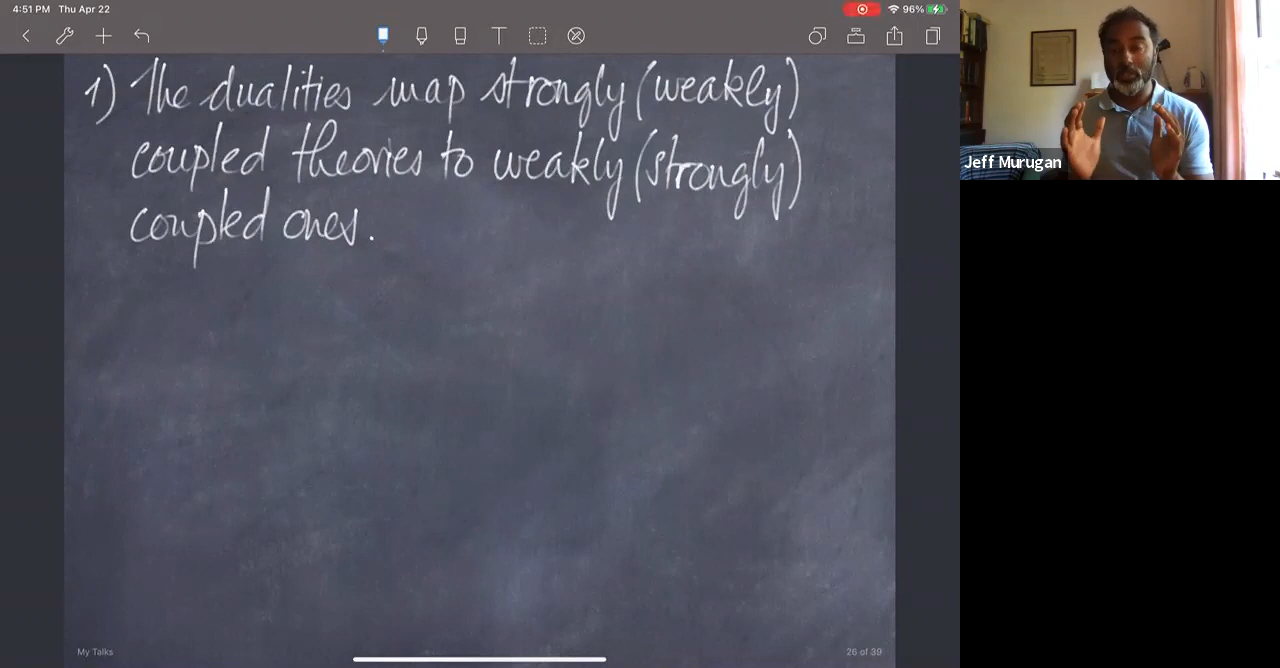 4:51 PM Thu Apr 22
96%
1) The dualities map strongly (weakly)
coupled theories to weakly (strongly)
coupled ones.
Jeff Murugan
My Talks
26 of 39